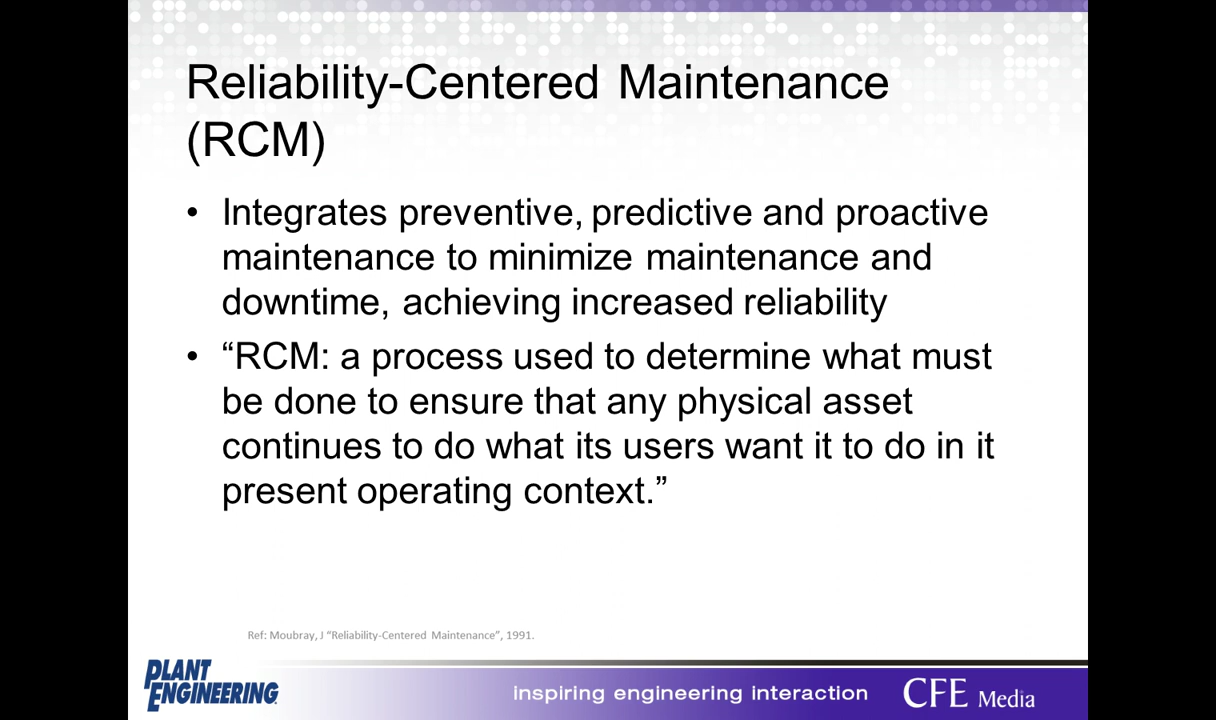 Reliability-Centered Maintenance
(RCM)
• Integrates preventive, predictive and proactive
maintenance to minimize maintenance and
downtime, achieving increased reliability
• “RCM: a process used to determine what must
be done to ensure that any physical asset
continues to do what its users want it to do in it
present operating context.”
Ref: Moubray, J “Reliability-Centered Maintenance”, 1991.
PLANT
ENGINEERING
inspiring engineering interaction
CFE Media